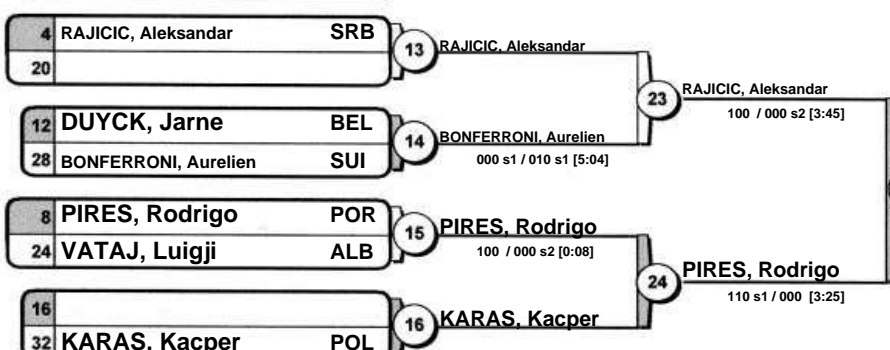 4 RAJICIC, Aleksandar SRB
20
13
RAJICIC, Aleksandar
12 DUYCK, Jarne BEL
28 BONFERRONI, Aurelien SUI
14
BONFERRONI, Aurelien
000 s1 / 010 s1 [5:04]
23
RAJICIC, Aleksandar
100 / 000 s2 [3:45]
8 PIRES, Rodrigo POR
24 VATAJ, Luigji ALB
15
PIRES, Rodrigo
100 / 000 s2 [0:08]
16
32 KARAS, Kacper POL
16
KARAS, Kacper
24
PIRES, Rodrigo
110 s1 / 000 [3:25]